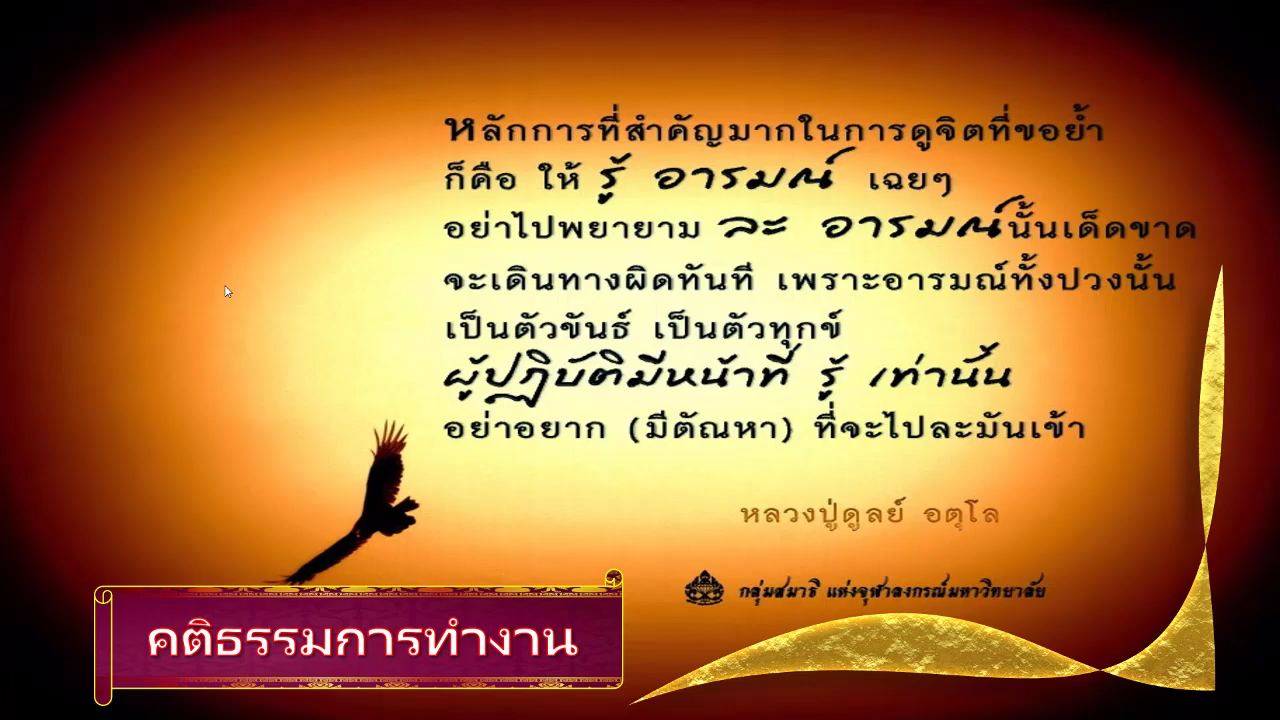 หลักการที่สำคัญมากในการดูจิตที่ขอย้ำ
ก็คือ ให้ รู้ อารมณ์ เฉยๆ
อย่าไปพยายาม ละ อารมณ์นั้นเด็ดขาด
จะเดินทางผิดทันที เพราะอารมณ์ทั้งปวงนั้น
เป็นตัวขันธ์ เป็นตัวทุกข์
ผู้ปฏิบัติมีหน้าที่ รู้ เท่านั้น
อย่าอยาก (มีตัณหา) ที่จะไปละมันเข้า
หลวงปู่ดูลย์ อตุโล
กลุ่มสมาธิ แห่งจุฬาลงกรณ์มหาวิทยาลัย
คติธรรมการทำงาน